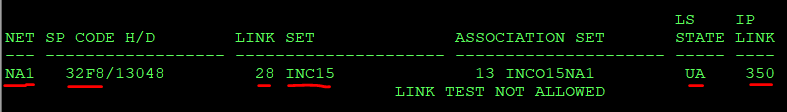 LS IP
NET SP CODE H/D LINK SET ASSOCIATION SET STATE LINK
--- ------------------ ---- ---------------- ---- ---------------- ----- -----
NA1 32F8/13048 28 INC15 13 INCO15NA1 UA 350
LINK TEST NOT ALLOWED